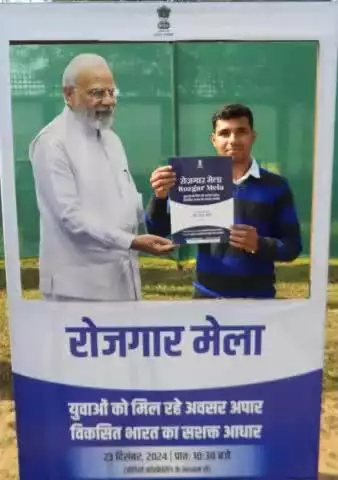 रोजगार मेला
Rozgar Mela
रोजगार मेला
युवाओं को मिल रहे अवसर अपार
विकसित भारत का सशक्त आधार
23 दिसंबर, 2024 | प्रातः 10:30 बजे